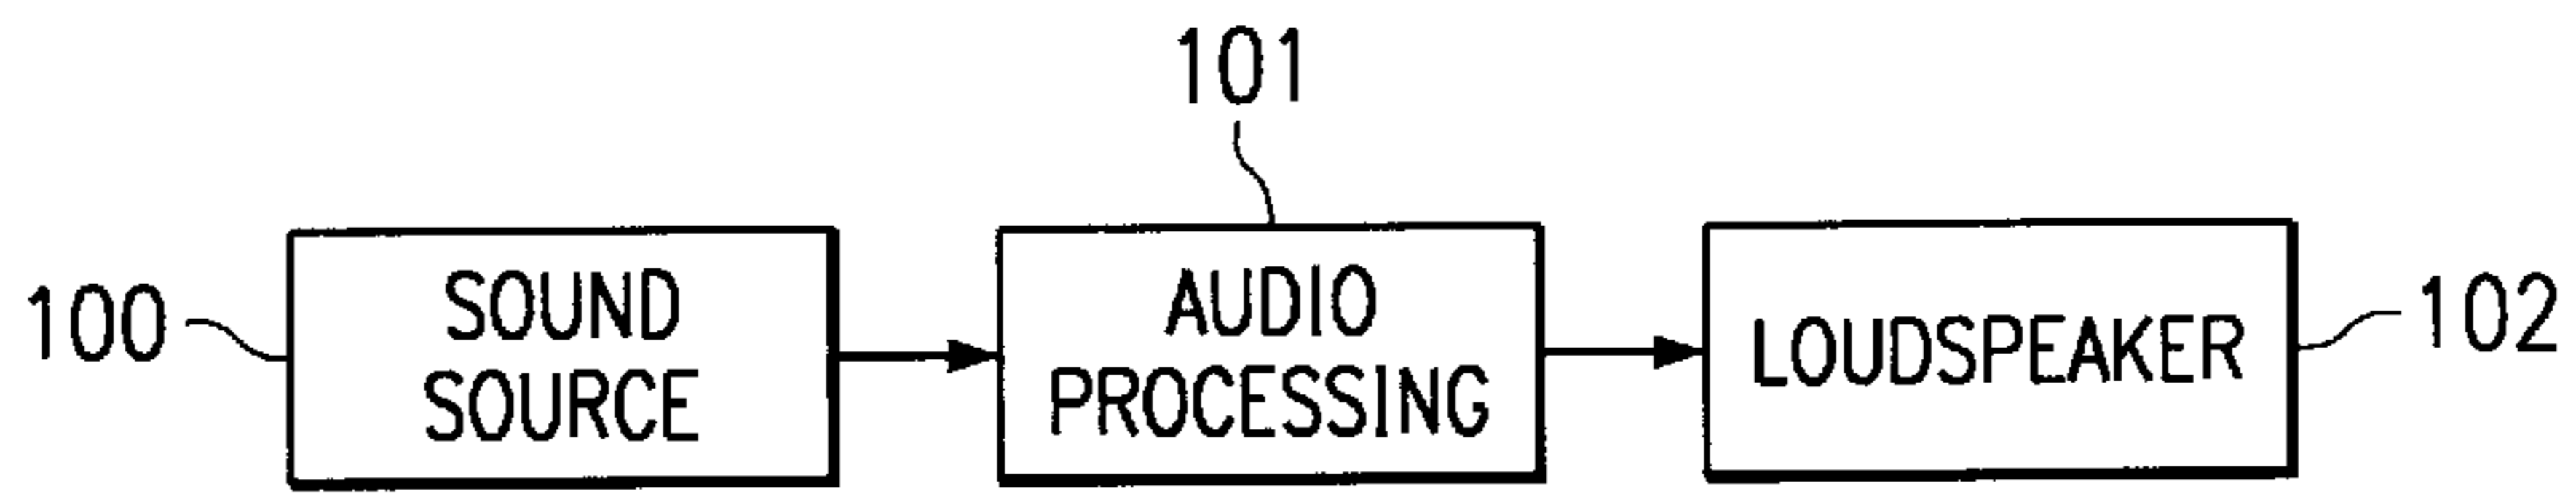 101
100
SOUND
SOURCE
AUDIO
PROCESSING
LOUDSPEAKER
102